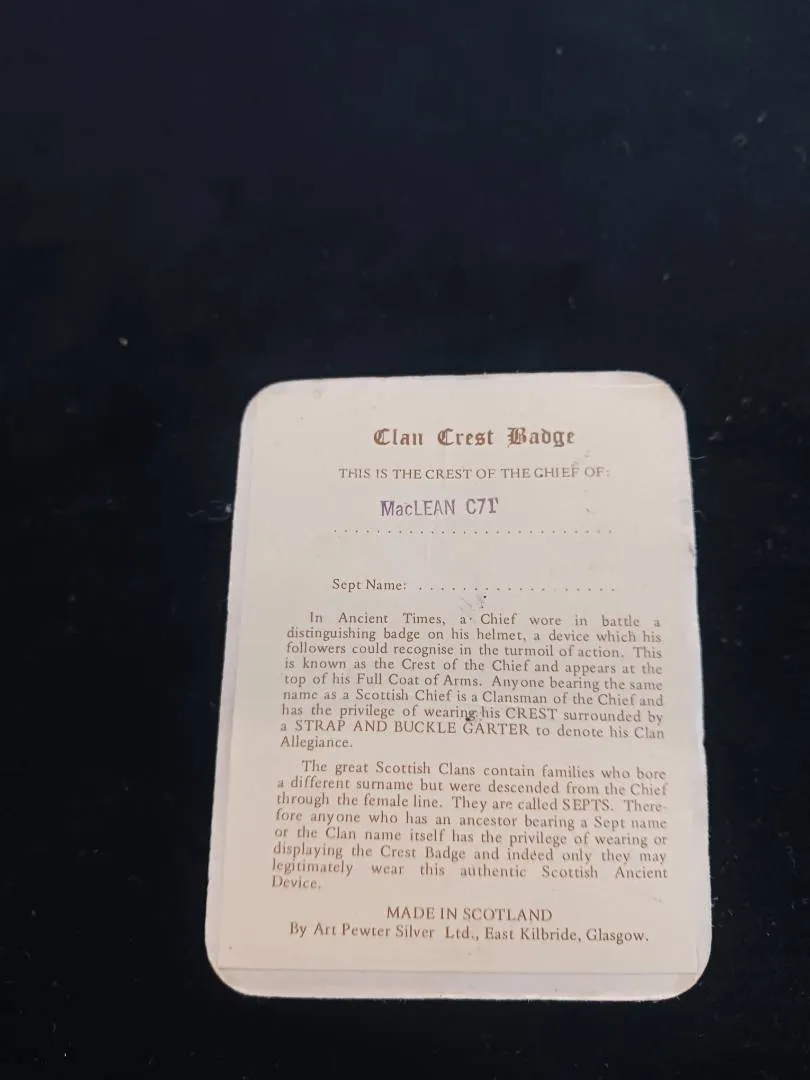 Clan Crest Badge
THIS IS THE CREST OF THE CHIEF OF:
MacLEAN C71
. . . . . . . . . . . . . . . . . . . . . . . . . .
Sept Name: . . . . . . . . . . . . . . . . . .
In Ancient Times, a Chief wore in battle a
distinguishing badge on his helmet, a device which his
followers could recognise in the turmoil of action. This
is known as the Crest of the Chief and appears at the
top of his Full Coat of Arms. Anyone bearing the same
name as a Scottish Chief is a Clansman of the Chief and
has the privilege of wearing his CREST surrounded by
a STRAP AND BUCKLE GARTER to denote his Clan
Allegiance.
The great Scottish Clans contain families who bore
a different surname but were descended from the Chief
through the female line. They are called SEPTS. There-
fore anyone who has an ancestor bearing a Sept name
or the Clan name itself has the privilege of wearing or
displaying the Crest Badge and indeed only they may
legitimately wear this authentic Scottish Ancient
Device.
MADE IN SCOTLAND
By Art Pewter Silver Ltd., East Kilbride, Glasgow.